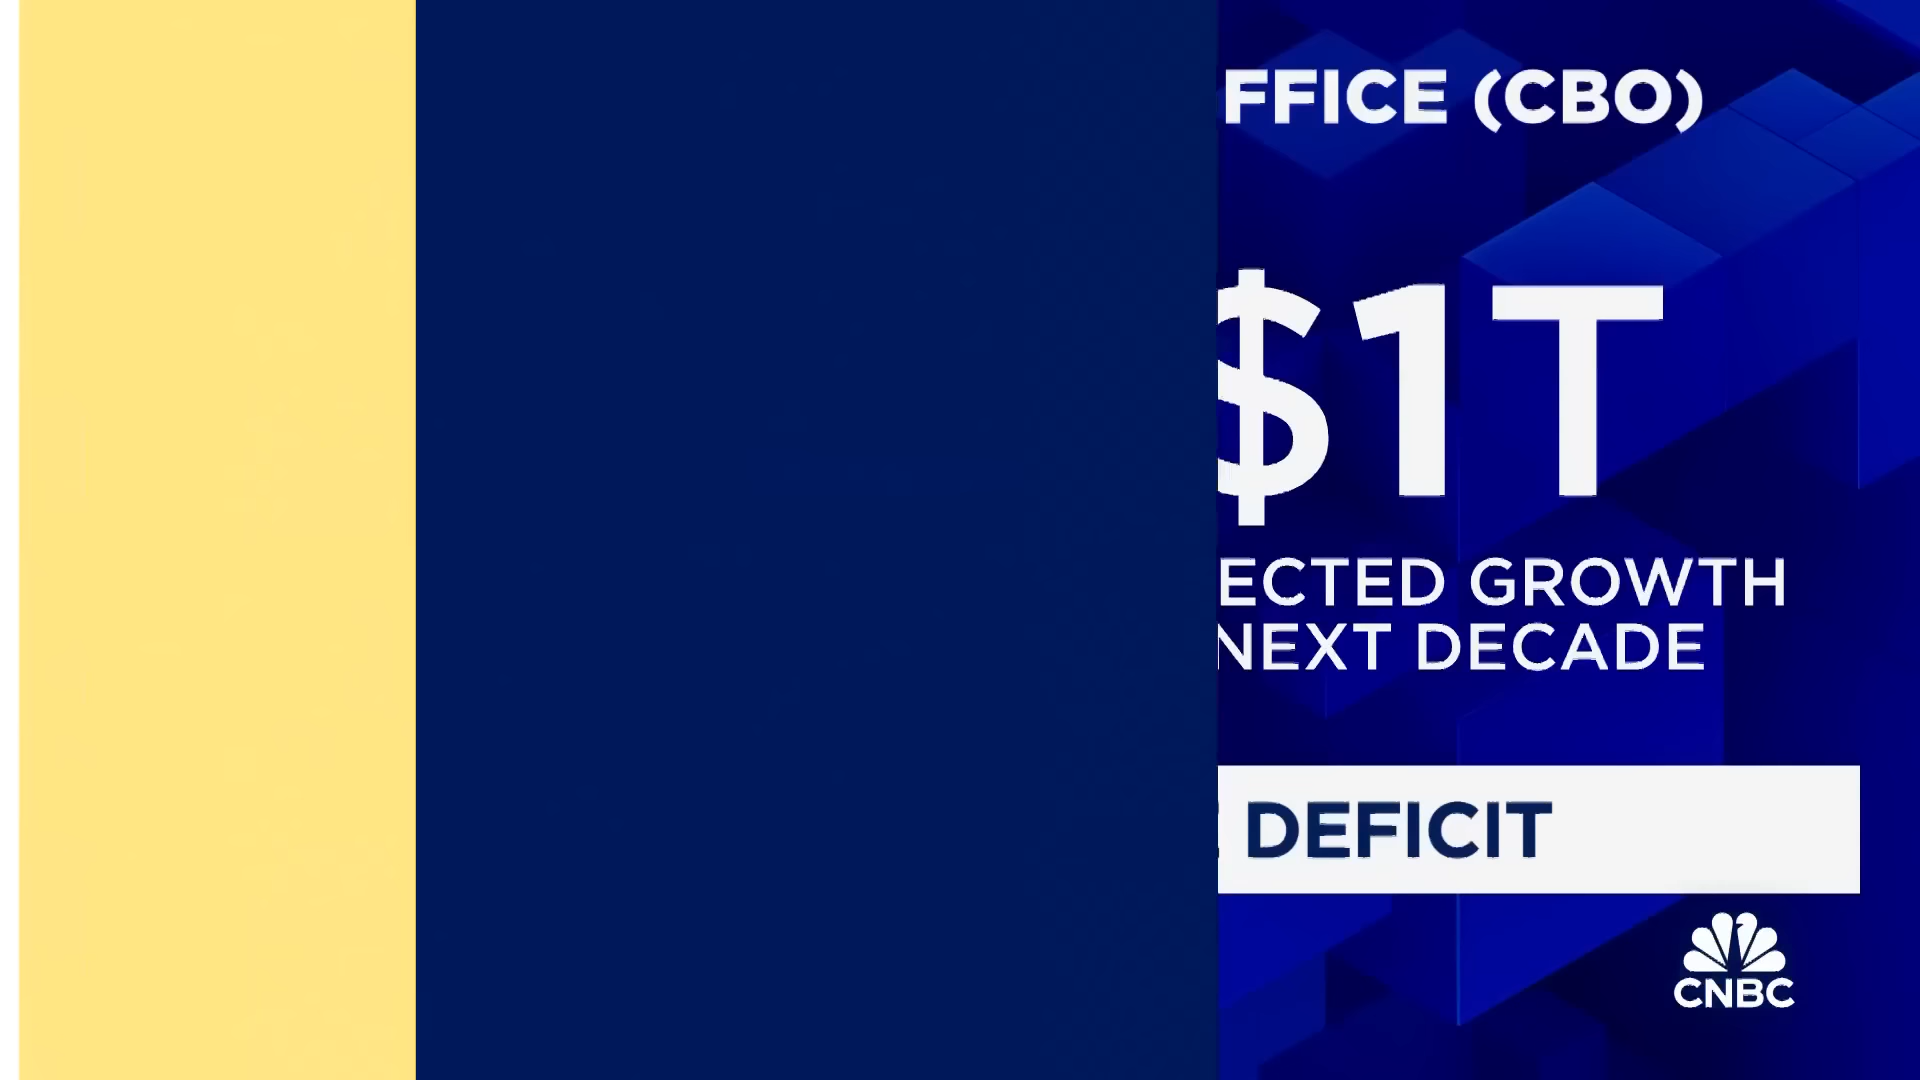 FFICE (CBO)
$1T
ECTED GROWTH
NEXT DECADE
DEFICIT
CNBC